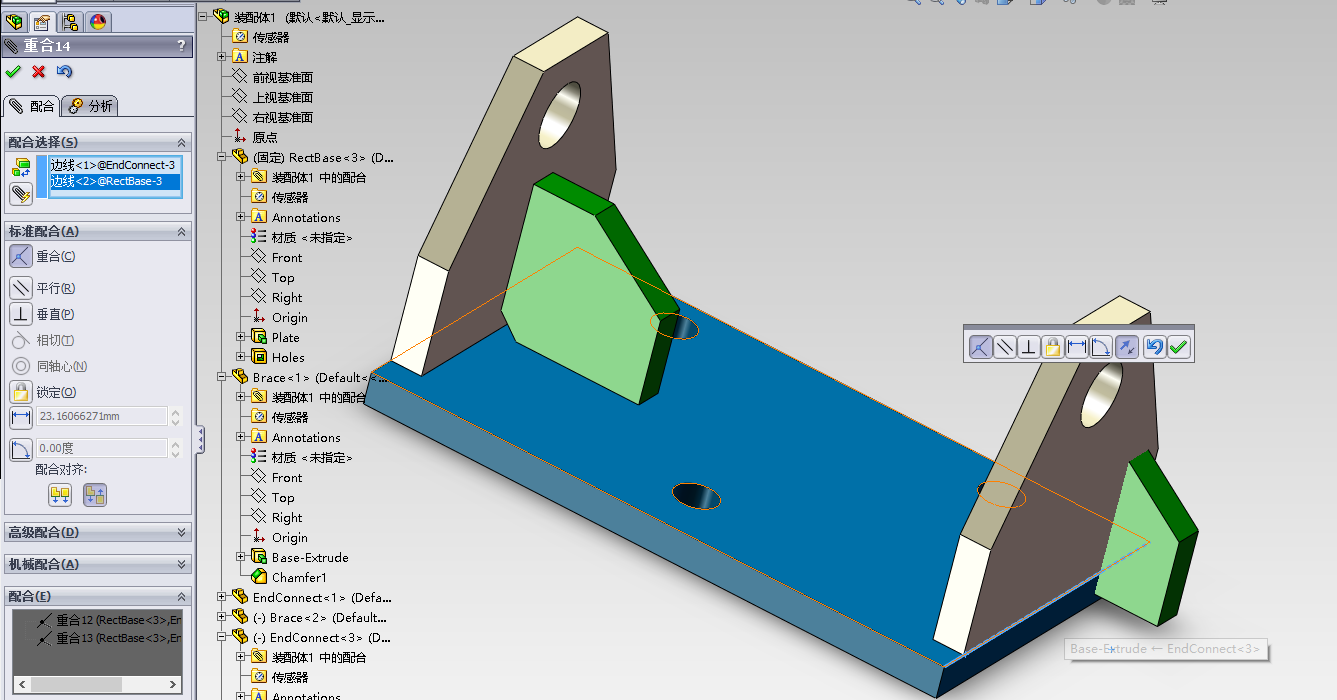 重合14
?
配合
分析
配合选择(S)
边线<1>@EndConnect-3
边线<2>@RectBase-3
标准配合(A)
重合(C)
平行(R)
垂直(P)
相切(T)
同轴心(N)
锁定(O)
23.16066271mm
0.00度
配合对齐:
高级配合(D)
机械配合(A)
配合(E)
重合12 (RectBase<3>,En
重合13 (RectBase<3>,En
装配体1 (默认<默认_显示...
传感器
注解
前视基准面
上视基准面
右视基准面
原点
(固定) RectBase<3> (D...
装配体1 中的配合
传感器
Annotations
材质 <未指定>
Front
Top
Right
Origin
Plate
Holes
Brace<1> (Default<<...
装配体1 中的配合
传感器
Annotations
材质 <未指定>
Front
Top
Right
Origin
Base-Extrude
Chamfer1
EndConnect<1> (Defa...
(-) Brace<2> (Default...
(-) EndConnect<3> (D...
装配体1 中的配合
传感器
Annotations
Base-Extrude ← EndConnect<3>